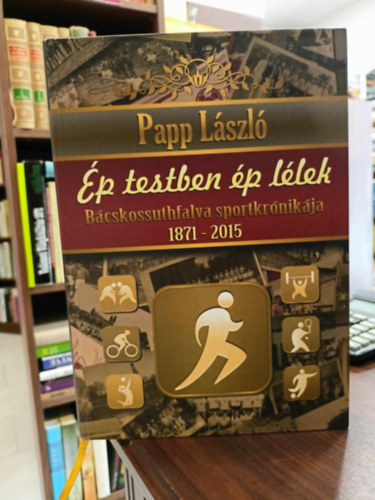 Papp László
Ép testben ép lélek
Bácskossuthfalva sportkrónikája
1871 - 2015